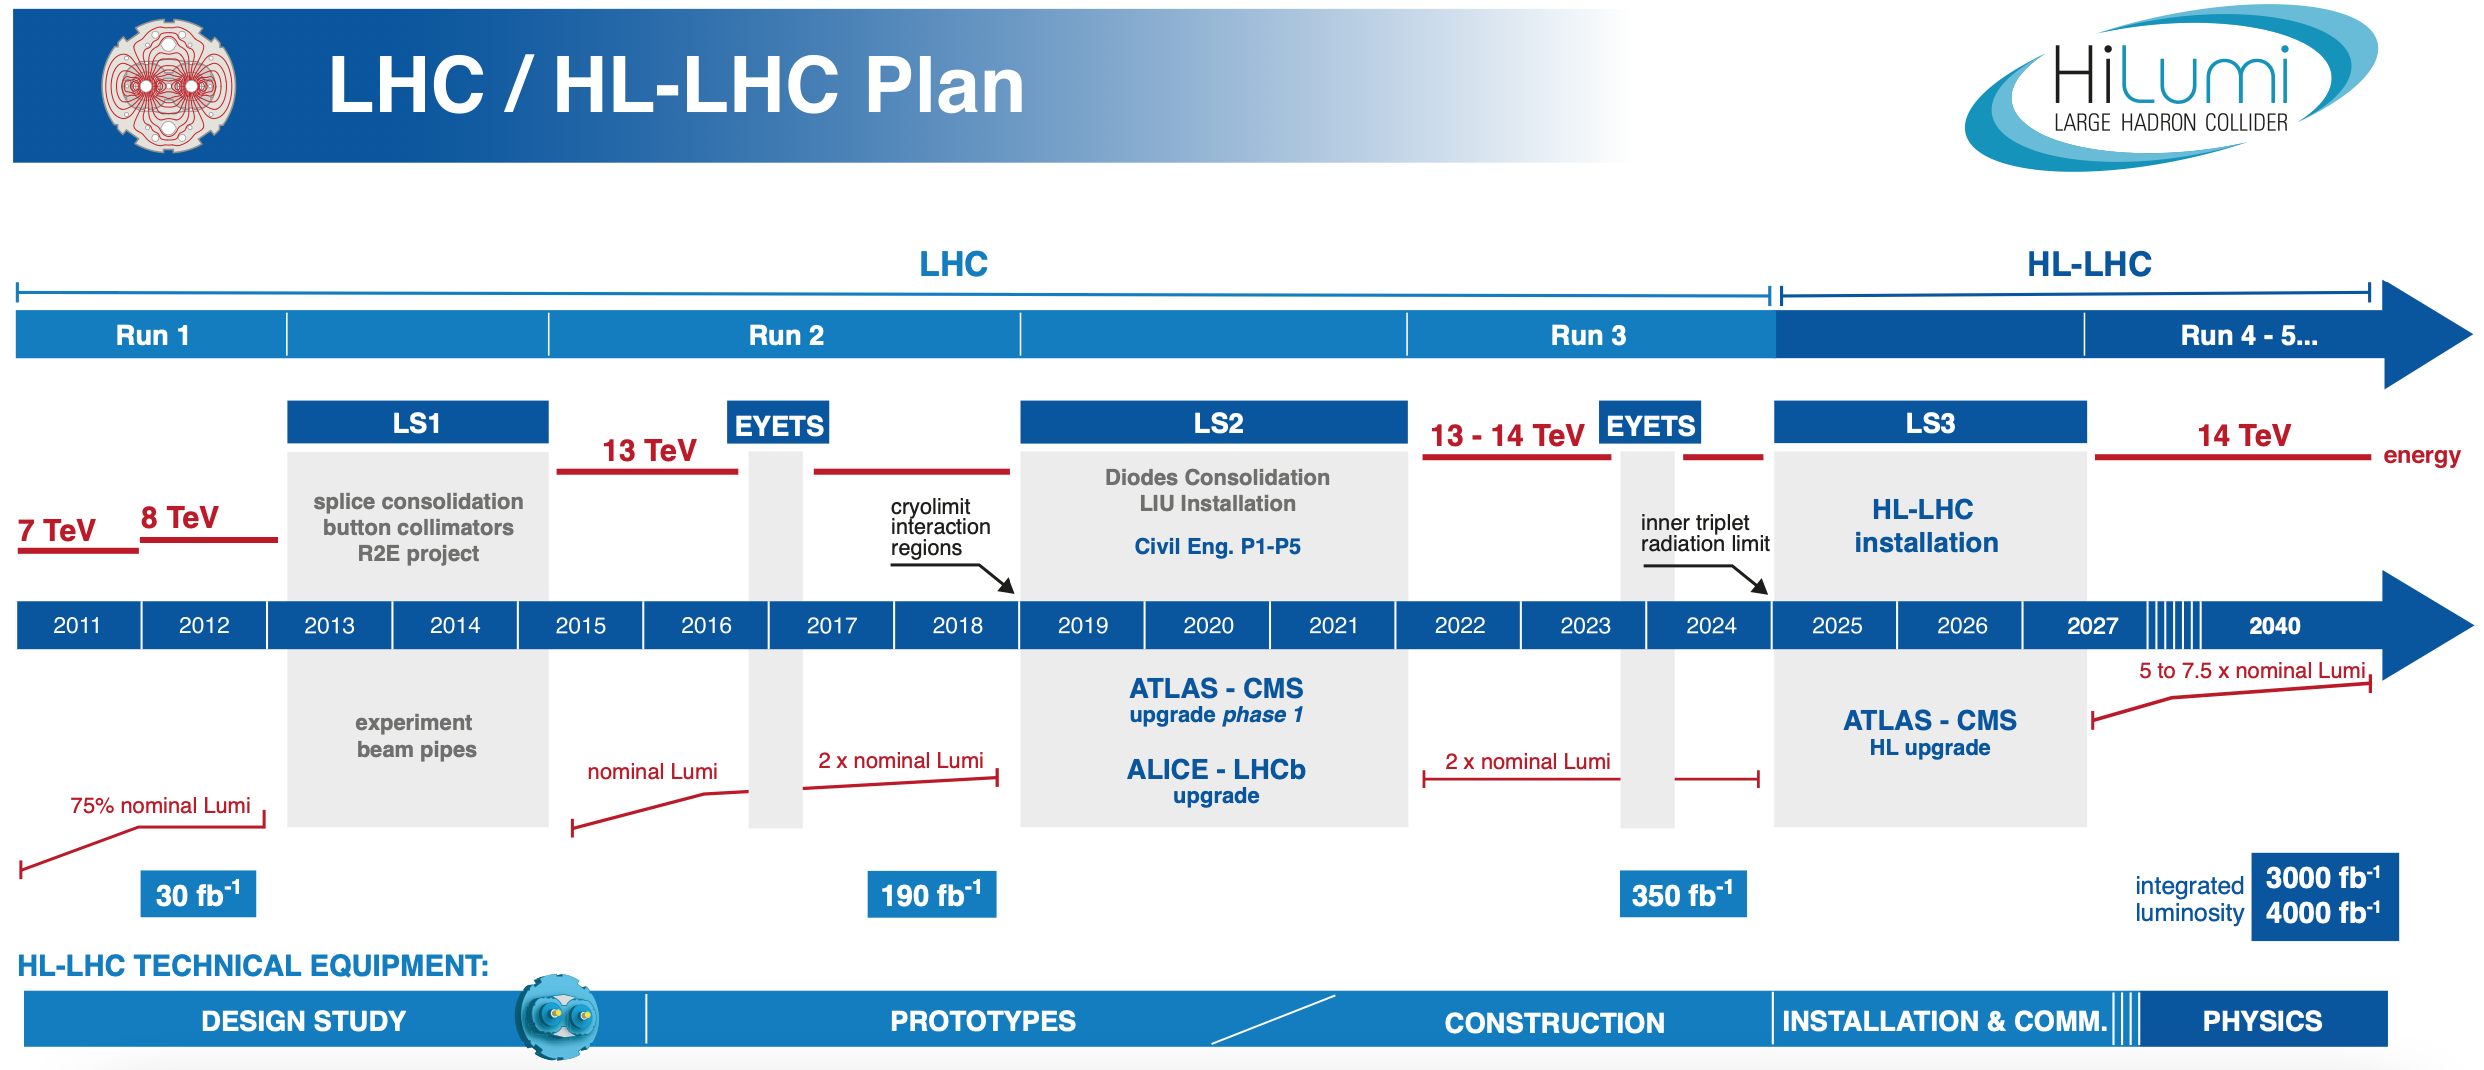 LHC / HL-LHC Plan
HiLumi
LARGE HADRON COLLIDER
LHC
HL-LHC
Run 1
Run 2
Run 3
Run 4 - 5...
LS1
EYETS
LS2
EYETS
LS3
13 TeV
13 - 14 TeV
14 TeV
energy
7 TeV
8 TeV
splice consolidation
button collimators
R2E project
cryolimit
interaction
regions
Diodes Consolidation
LIU Installation
Civil Eng. P1-P5
inner triplet
radiation limit
HL-LHC
installation
2011 2012 2013 2014 2015 2016 2017 2018 2019 2020 2021 2022 2023 2024 2025 2026 2027 2040
5 to 7.5 x nominal Lumi
experiment
beam pipes
ATLAS - CMS
upgrade phase 1
ALICE - LHCb
upgrade
ATLAS - CMS
HL upgrade
75% nominal Lumi
nominal Lumi
2 x nominal Lumi
2 x nominal Lumi
30 fb-1
190 fb-1
350 fb-1
integrated
luminosity
3000 fb-1
4000 fb-1
HL-LHC TECHNICAL EQUIPMENT:
DESIGN STUDY
PROTOTYPES
CONSTRUCTION
INSTALLATION & COMM.
PHYSICS